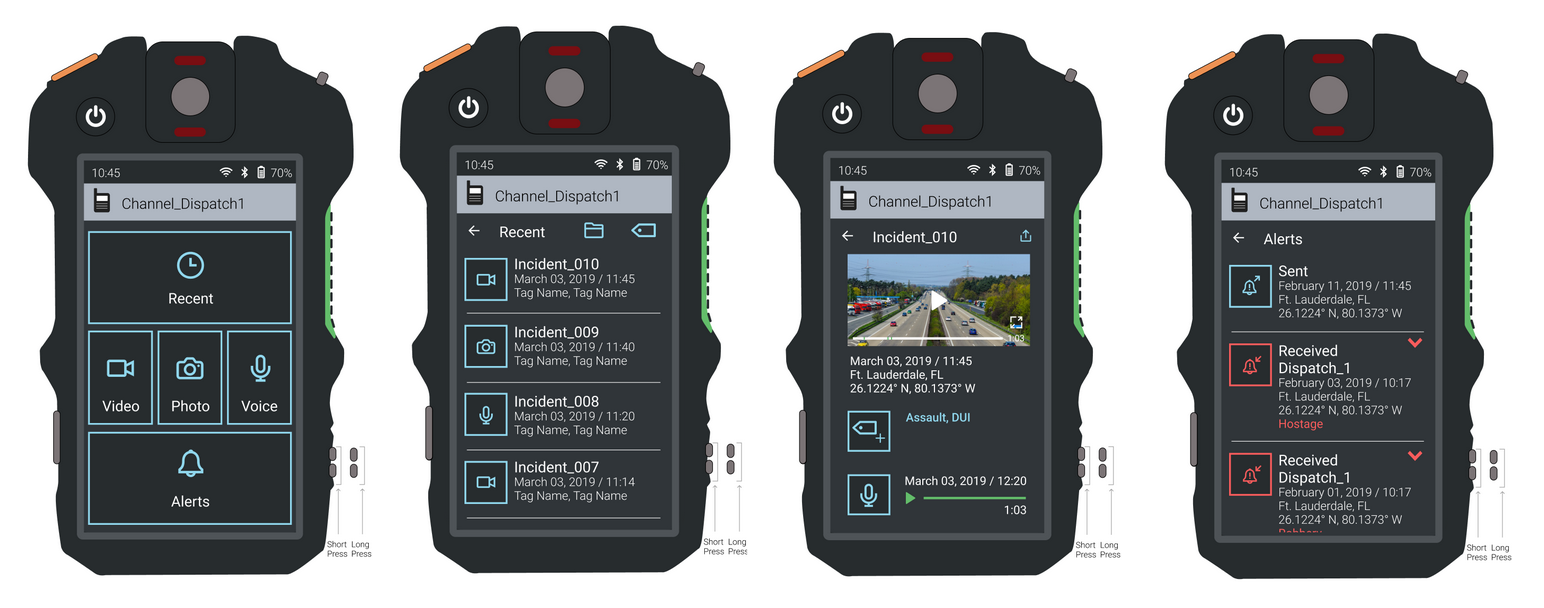 10:45
70%
Channel_Dispatch1
Recent
Video
Photo
Voice
Alerts
Short
Press
Long
Press
10:45
70%
Channel_Dispatch1
Recent
Incident_010
March 03, 2019 / 11:45
Tag Name, Tag Name
Incident_009
March 03, 2019 / 11:40
Tag Name, Tag Name
Incident_008
March 03, 2019 / 11:20
Tag Name, Tag Name
Incident_007
March 03, 2019 / 11:14
Tag Name, Tag Name
Short
Press
Long
Press
10:45
70%
Channel_Dispatch1
Incident_010
1:03
March 03, 2019 / 11:45
Ft. Lauderdale, FL
26.1224° N, 80.1373° W
Assault, DUI
March 03, 2019 / 12:20
1:03
Short
Press
Long
Press
10:45
70%
Channel_Dispatch1
Alerts
Sent
February 11, 2019 / 11:45
Ft. Lauderdale, FL
26.1224° N, 80.1373° W
Received
Dispatch_1
February 03, 2019 / 10:17
Ft. Lauderdale, FL
26.1224° N, 80.1373° W
Hostage
Received
Dispatch_1
February 01, 2019 / 10:17
Ft. Lauderdale, FL
26.1224° N, 80.1373° W
Short
Press
Long
Press